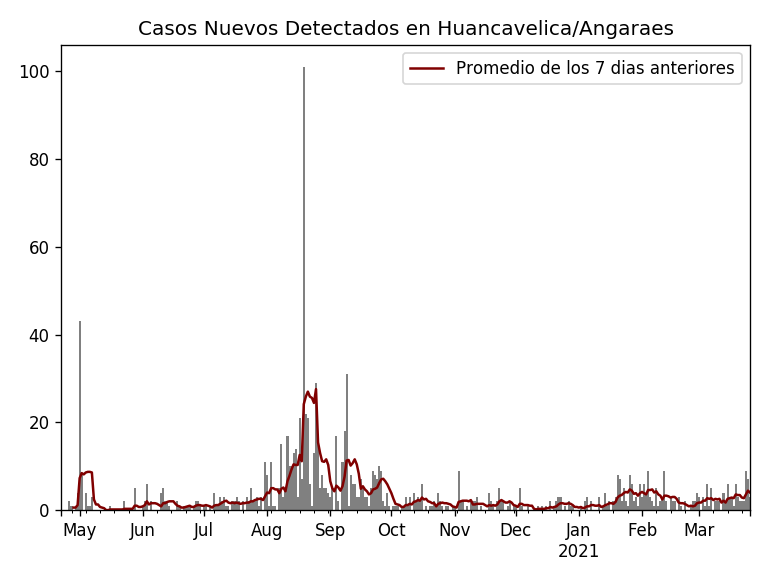 Casos Nuevos Detectados en Huancavelica/Angaraes
Promedio de los 7 dias anteriores
100
80
60
40
20
0
May Jun Jul Aug Sep Oct Nov Dec Jan Feb Mar
2021